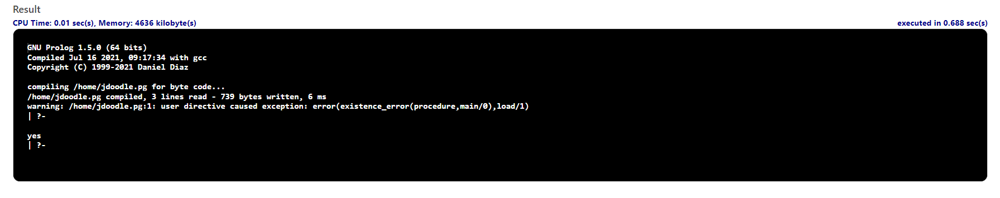 Result
CPU Time: 0.01 sec(s), Memory: 4636 kilobyte(s)
executed in 0.688 sec(s)
GNU Prolog 1.5.0 (64 bits)
Compiled Jul 16 2021, 09:17:34 with gcc
Copyright (C) 1999-2021 Daniel Diaz
compiling /home/jdoodle.pg for byte code...
/home/jdoodle.pg compiled, 3 lines read - 739 bytes written, 6 ms
warning: /home/jdoodle.pg:1: user directive caused exception: error(existence_error(procedure,main/0),load/1)
| ?-
yes
| ?-